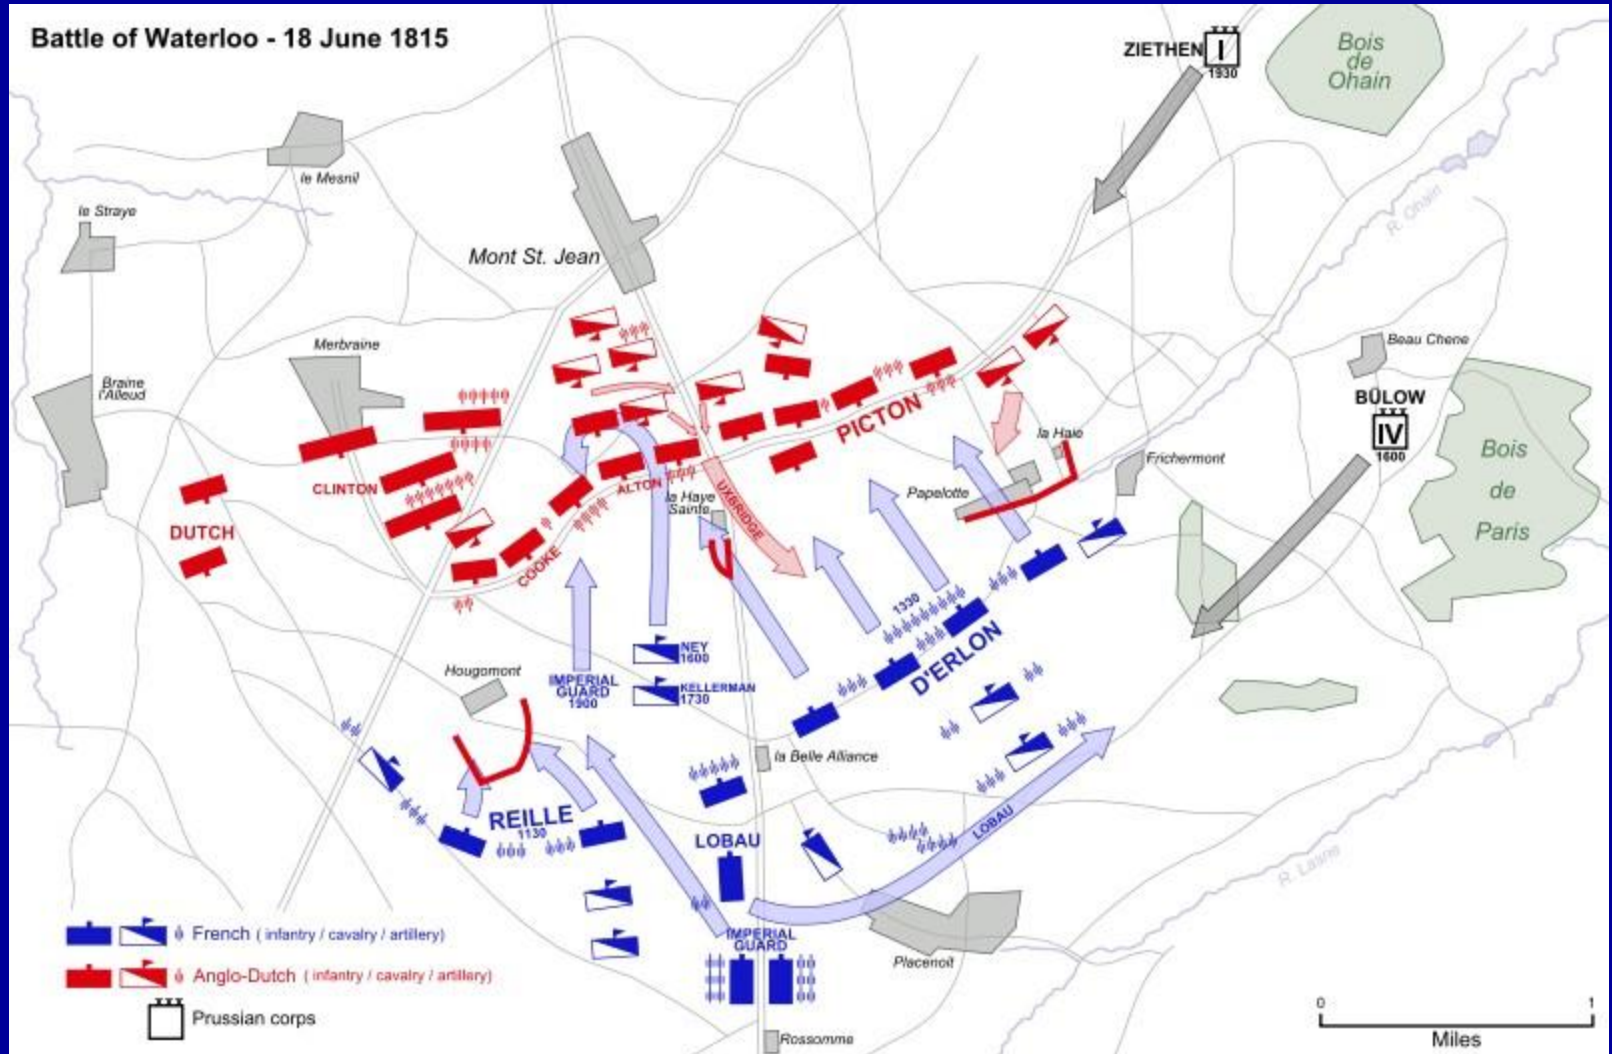 Battle of Waterloo - 18 June 1815
ZIETHEN
I
1930
Bois
de
Ohain
le Mesnil
le Straye
R. Ohain
Mont St. Jean
Merbraine
Beau Chene
Braine
l'Alleud
BÜLOW
IV
1600
PICTON
la Haie
Bois
de
Paris
Frichermont
CLINTON
ALTON
la Haye
Sainte
UXBRIDGE
Papelotte
DUTCH
COOKE
1330
D'ERLON
NEY
1600
Hougomont
IMPERIAL
GUARD
1900
KELLERMAN
1730
la Belle Alliance
REILLE
1130
LOBAU
LOBAU
R. Lasne
IMPERIAL
GUARD
Placenoit
French ( infantry / cavalry / artillery)
Anglo-Dutch ( infantry / cavalry / artillery)
Prussian corps
0 1
Miles
Rossomme